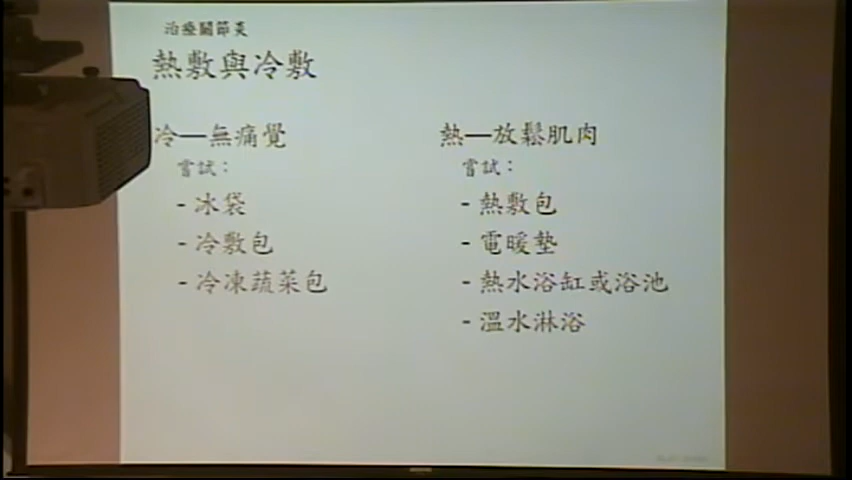 治療關節炎
熱敷與冷敷
冷—無痛覺
嘗試：
- 冰袋
- 冷敷包
- 冷凍蔬菜包
熱—放鬆肌肉
嘗試：
- 熱敷包
- 電暖墊
- 熱水浴缸或浴池
- 溫水淋浴